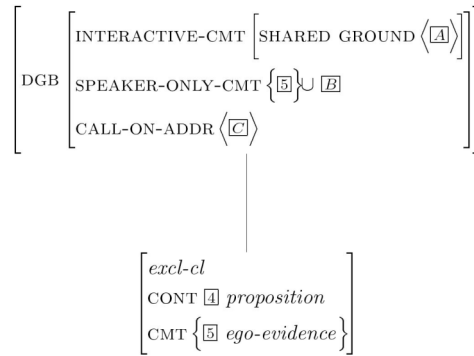 INTERACTIVE-CMT [SHARED GROUND ⟨[A]⟩]
DGB SPEAKER-ONLY-CMT {[5]}∪ [B]
CALL-ON-ADDR ⟨[C]⟩
excl-cl
CONT [4] proposition
CMT {[5] ego-evidence}